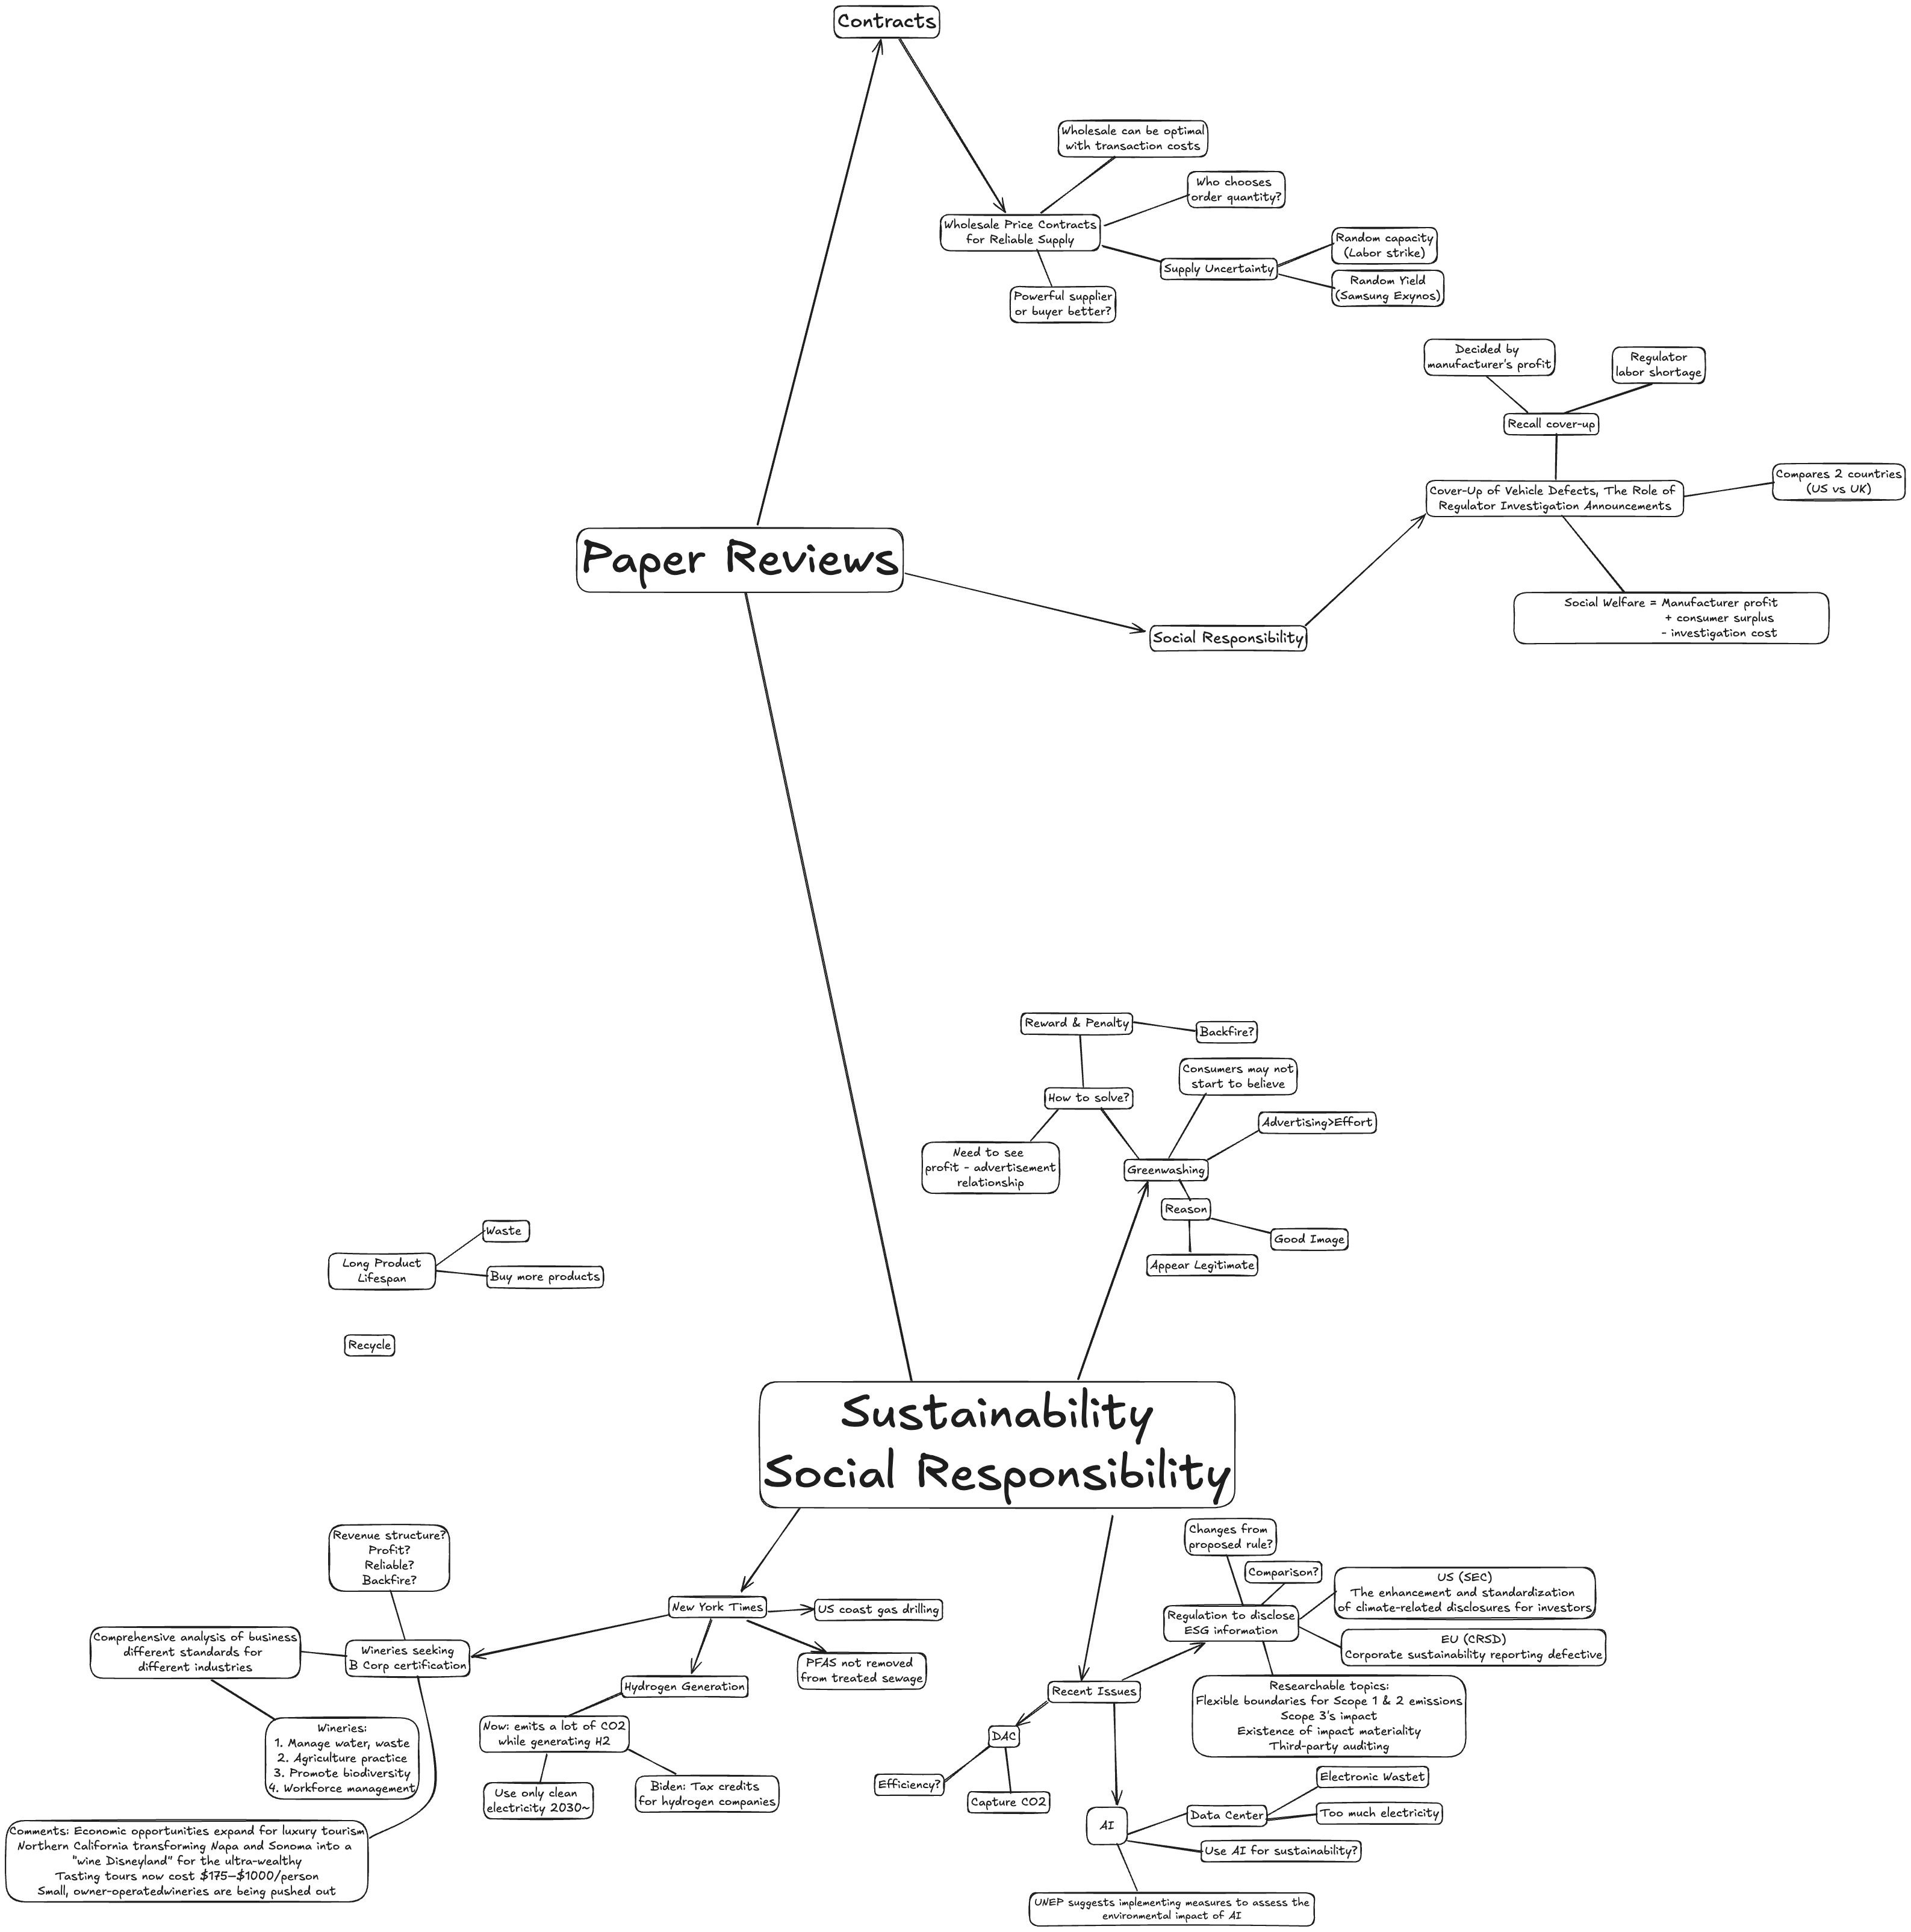 Contracts
Wholesale can be optimal
with transaction costs
Who chooses
order quantity?
Wholesale Price Contracts
for Reliable Supply
Random capacity
(Labor strike)
Supply Uncertainty
Random Yield
(Samsung Exynos)
Powerful supplier
or buyer better?
Decided by
manufacturer's profit
Regulator
labor shortage
Recall cover-up
Cover-Up of Vehicle Defects, The Role of
Regulator Investigation Announcements
Compares 2 countries
(US vs UK)
Paper Reviews
Social Welfare = Manufacturer profit
+ consumer surplus
- investigation cost
Social Responsibility
Reward & Penalty
Backfire?
Consumers may not
start to believe
How to solve?
Advertising>Effort
Need to see
profit - advertisement
relationship
Greenwashing
Reason
Good Image
Appear Legitimate
Waste
Long Product
Lifespan
Buy more products
Recycle
Sustainability
Social Responsibility
Revenue structure?
Profit?
Reliable?
Backfire?
New York Times
US coast gas drilling
Comprehensive analysis of business
different standards for
different industries
Wineries seeking
B Corp certification
PFAS not removed
from treated sewage
Hydrogen Generation
Now: emits a lot of CO2
while generating H2
Wineries:
1. Manage water, waste
2. Agriculture practice
3. Promote biodiversity
4. Workforce management
Use only clean
electricity 2030~
Biden: Tax credits
for hydrogen companies
Comments: Economic opportunities expand for luxury tourism
Northern California transforming Napa and Sonoma into a
"wine Disneyland" for the ultra-wealthy
Tasting tours now cost $175–$1000/person
Small, owner-operatedwineries are being pushed out
Changes from
proposed rule?
Comparison?
US (SEC)
The enhancement and standardization
of climate-related disclosures for investors
Regulation to disclose
ESG information
EU (CRSD)
Corporate sustainability reporting defective
Recent Issues
Researchable topics:
Flexible boundaries for Scope 1 & 2 emissions
Scope 3's impact
Existence of impact materiality
Third-party auditing
DAC
Efficiency?
Capture CO2
Electronic Wastet
AI
Data Center
Too much electricity
Use AI for sustainability?
UNEP suggests implementing measures to assess the
environmental impact of AI